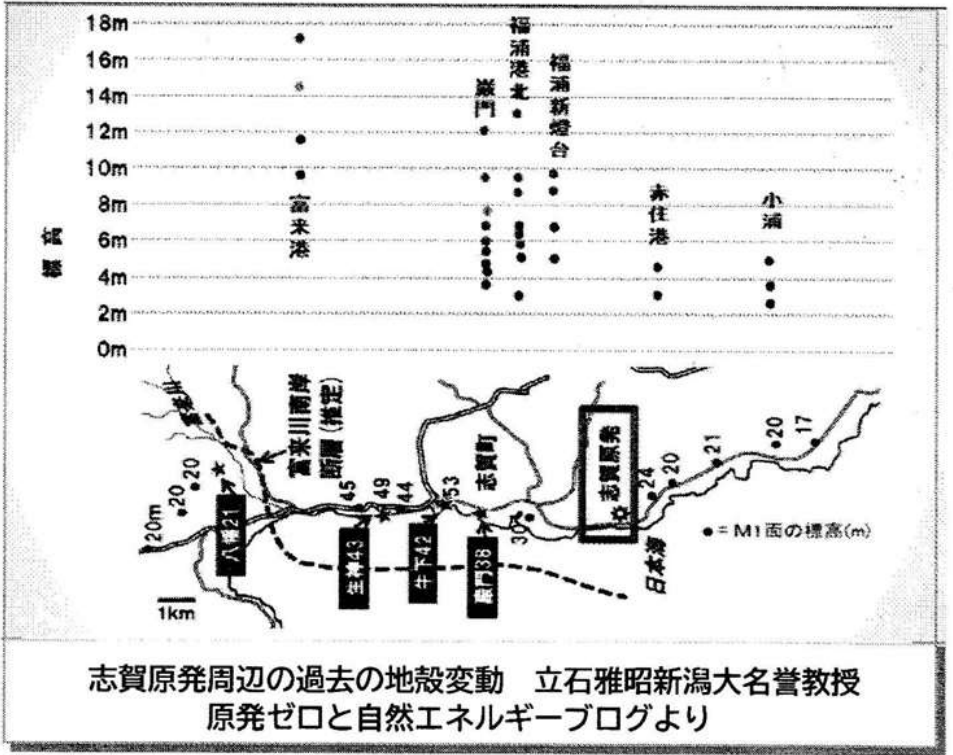 18m
16m
14m
12m
10m
8m
6m
4m
2m
0m
標高
富来港
巌門
福浦港北
福浦新燈台
赤住港
小浦
富来川
富来川南岸
断層(推定)
志賀町
志賀原発
日本海
20m
20
20
八幡21
45
49
44
53
生神43
牛下42
巌門38
30
24
20
21
20
17
●=M1面の標高(m)
1km
志賀原発周辺の過去の地殻変動 立石雅昭新潟大名誉教授
原発ゼロと自然エネルギーブログより